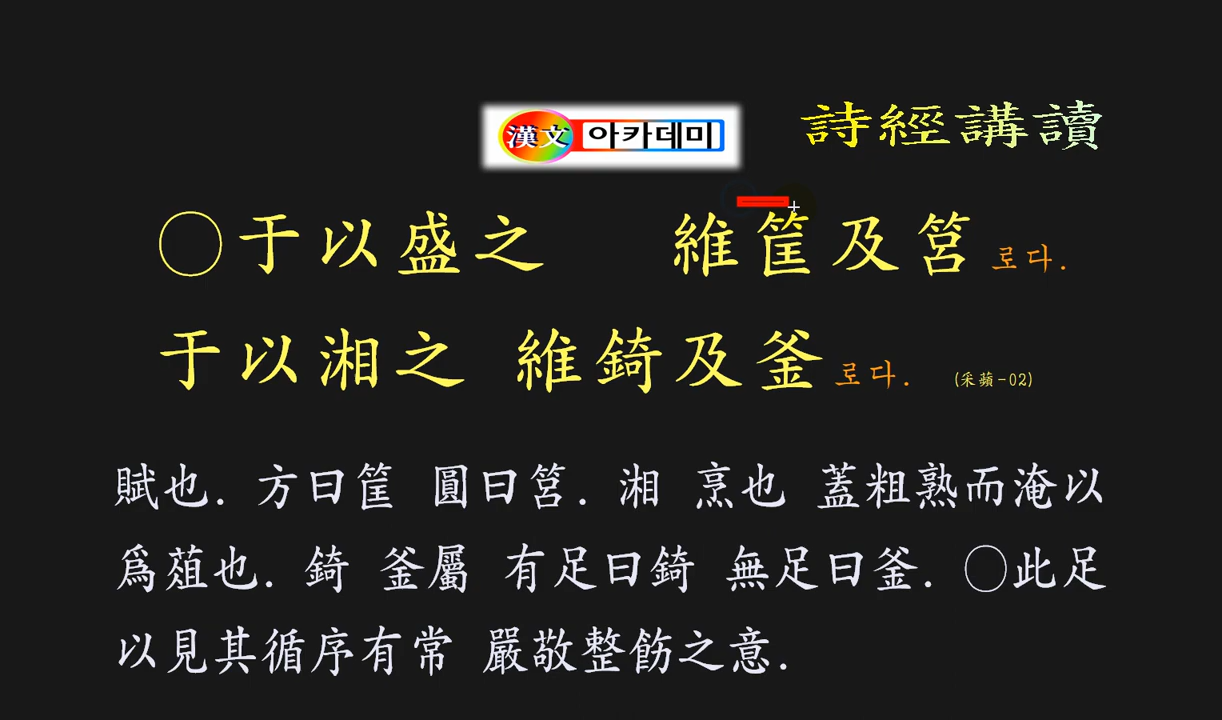 漢文 아카데미
詩經講讀
○于以盛之 維筐及筥로다.
于以湘之 維錡及釜로다. (采蘋-02)
賦也. 方曰筐 圓曰筥. 湘 烹也 蓋粗熟而淹以
爲葅也. 錡 釜屬 有足曰錡 無足曰釜. ○此足
以見其循序有常 嚴敬整飭之意.